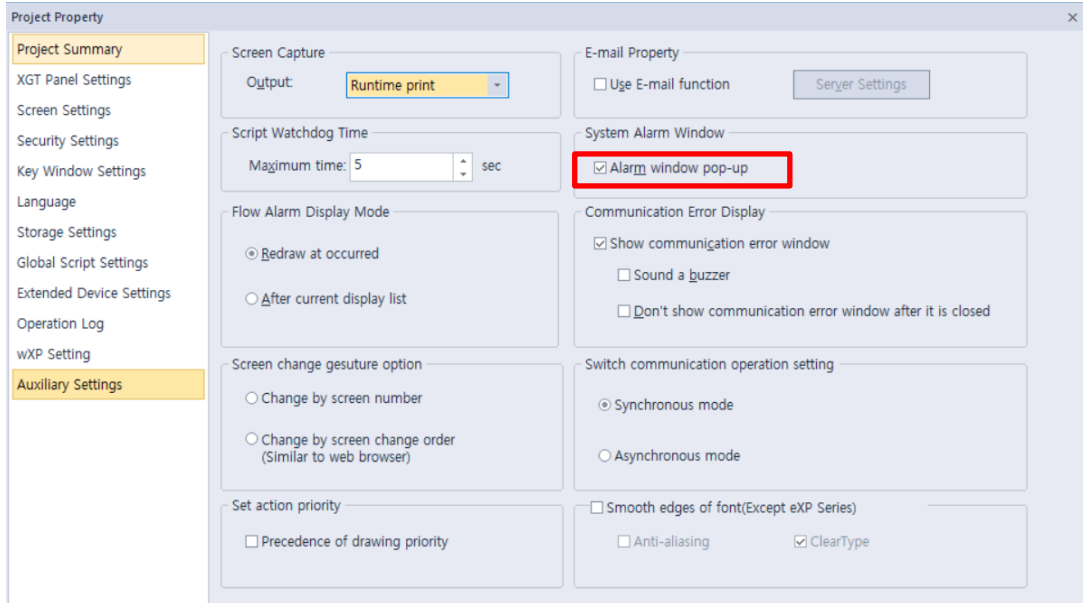 Project Property
Project Summary
XGT Panel Settings
Screen Settings
Security Settings
Key Window Settings
Language
Storage Settings
Global Script Settings
Extended Device Settings
Operation Log
wXP Setting
Auxiliary Settings
Screen Capture
Output:
Runtime print
Script Watchdog Time
Maximum time: 5 sec
Flow Alarm Display Mode
Redraw at occurred
After current display list
Screen change gesuture option
Change by screen number
Change by screen change order
(Similar to web browser)
Set action priority
Precedence of drawing priority
E-mail Property
Use E-mail function
Server Settings
System Alarm Window
Alarm window pop-up
Communication Error Display
Show communication error window
Sound a buzzer
Don't show communication error window after it is closed
Switch communication operation setting
Synchronous mode
Asynchronous mode
Smooth edges of font(Except eXP Series)
Anti-aliasing
ClearType